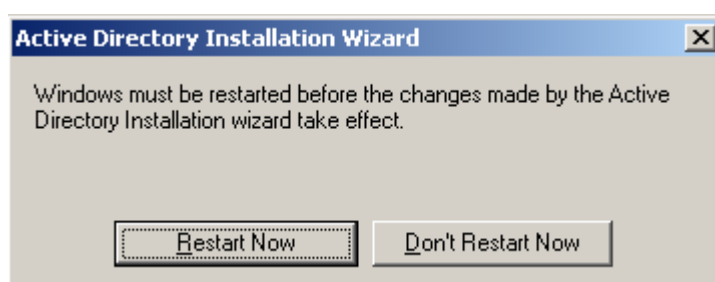 Active Directory Installation Wizard
Windows must be restarted before the changes made by the Active
Directory Installation wizard take effect.
Restart Now
Don't Restart Now